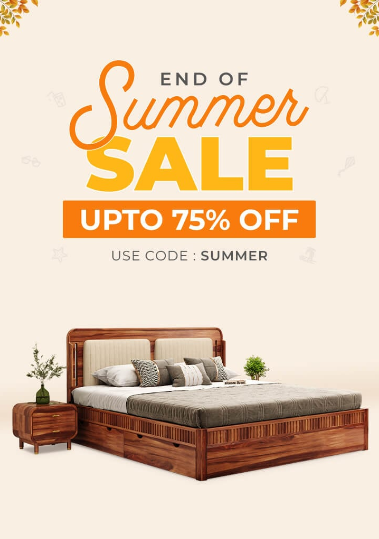 END OF
Summer
SALE
UPTO 75% OFF
USE CODE : SUMMER